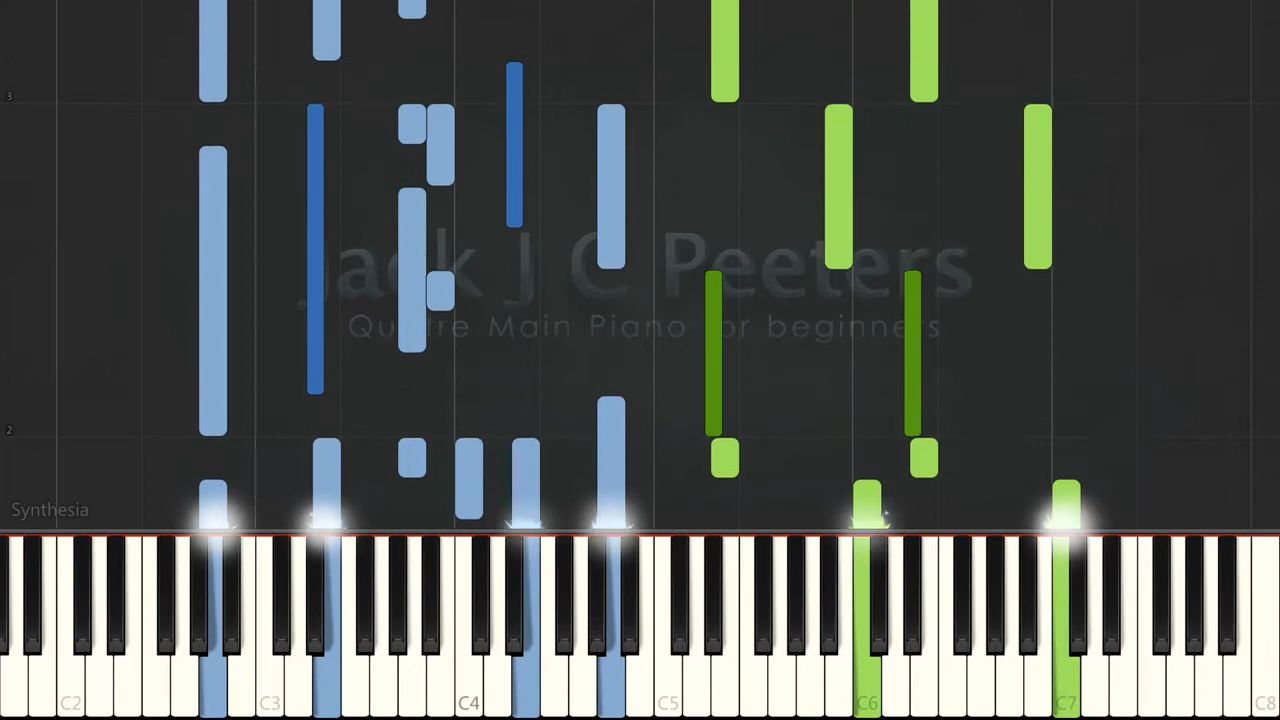 3
Jack J C Peeters
Quatre Main Piano for beginners
2
Synthesia
C2 C3 C4 C5 C6 C7 C8